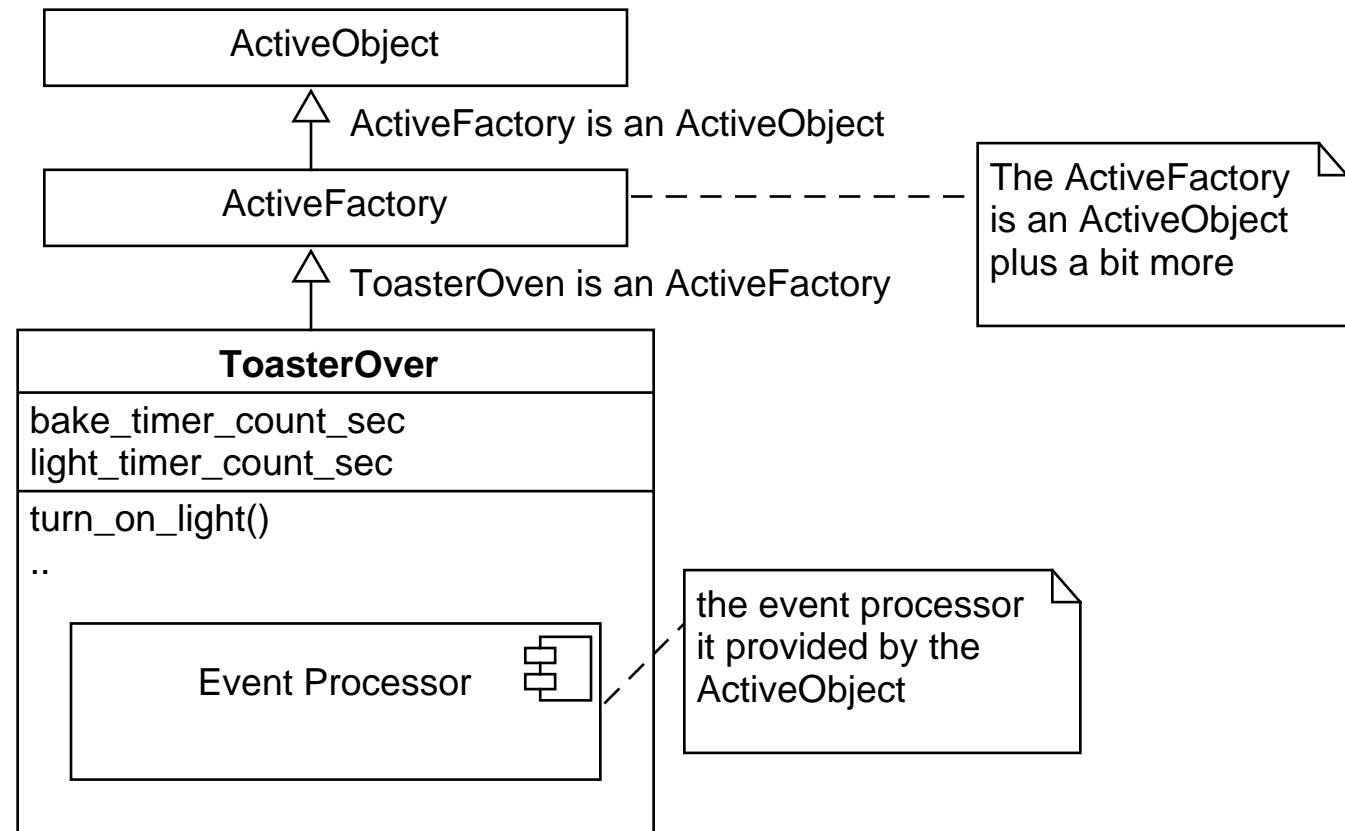 ActiveObject
ActiveFactory is an ActiveObject
ActiveFactory
The ActiveFactory
is an ActiveObject
plus a bit more
ToasterOven is an ActiveFactory
ToasterOver
bake_timer_count_sec
light_timer_count_sec
turn_on_light()
..
Event Processor
the event processor
it provided by the
ActiveObject